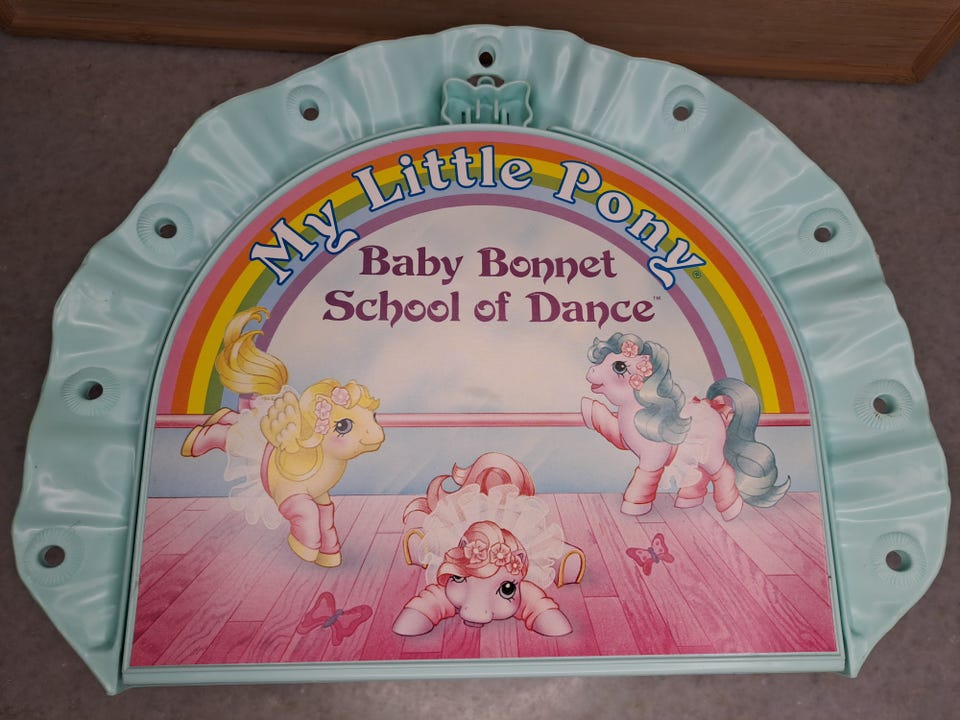 My Little Pony®
Baby Bonnet
School of Dance™